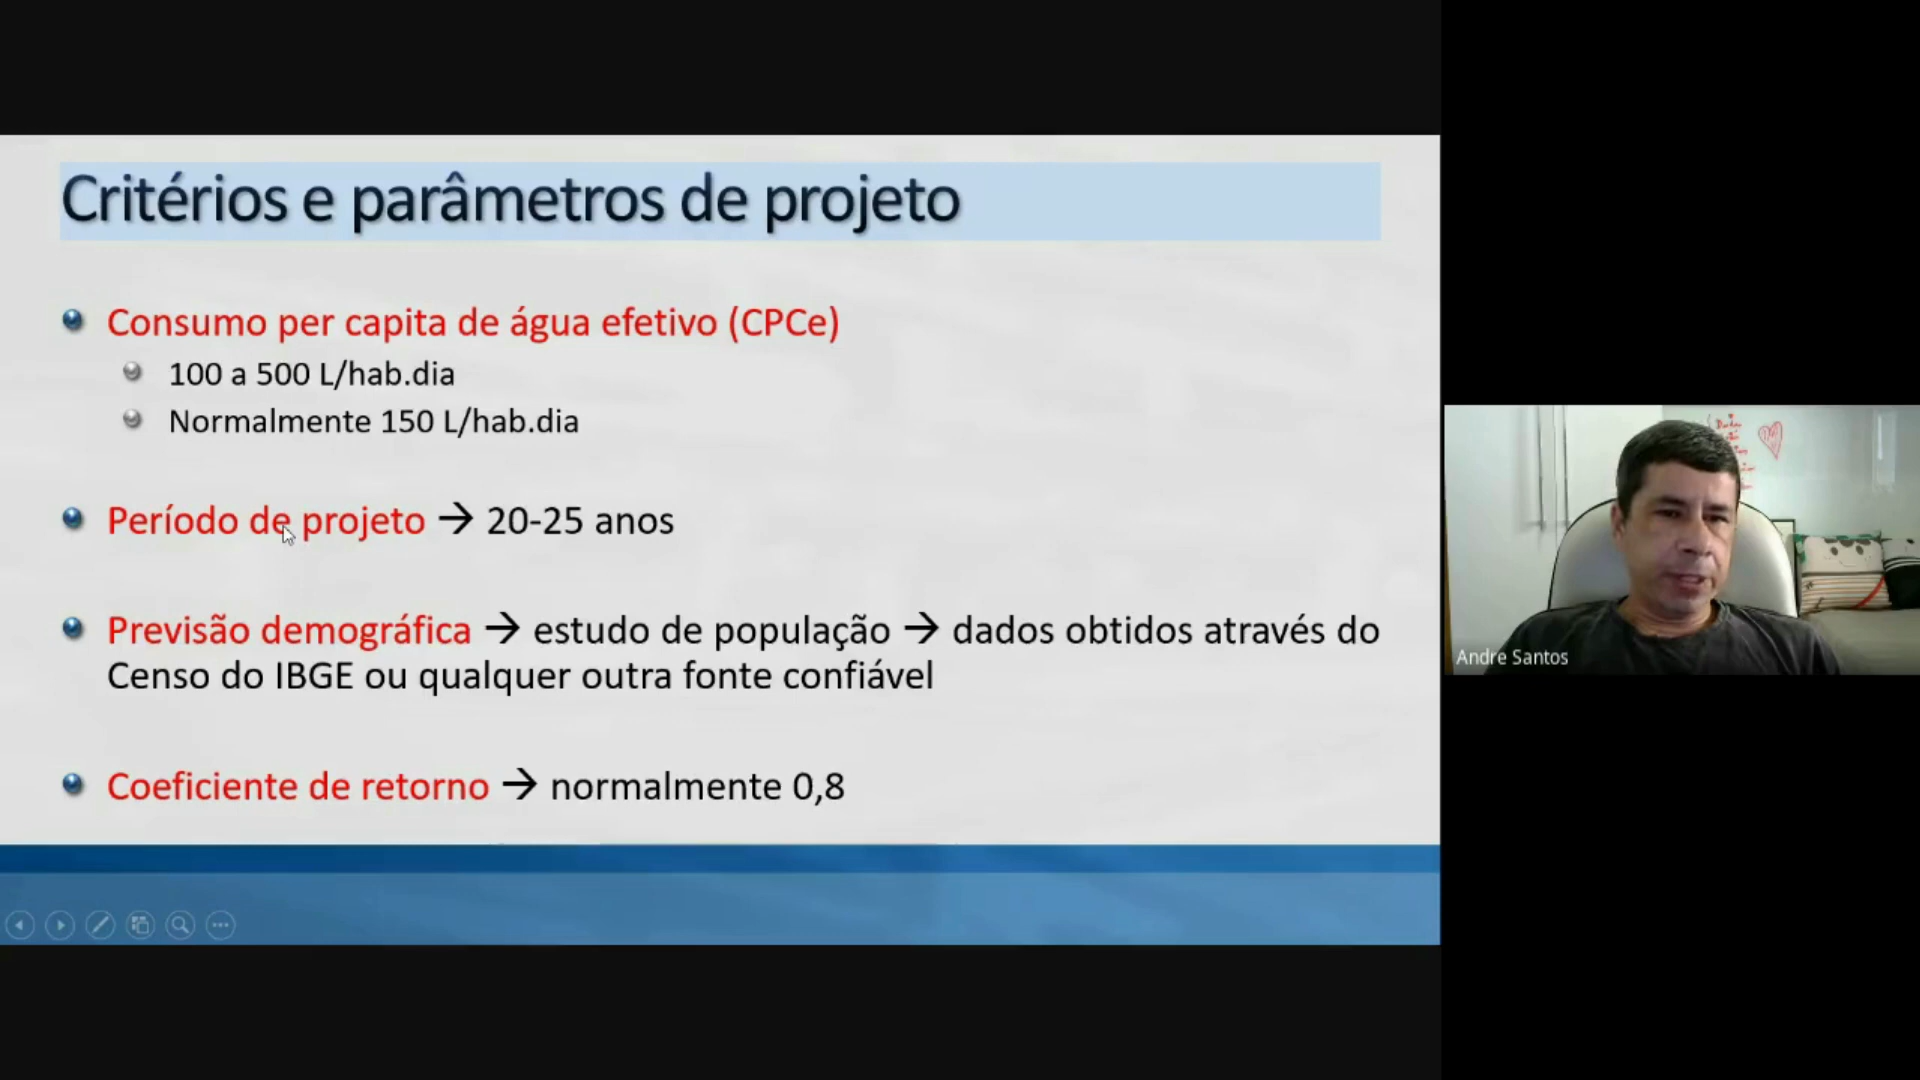 Critérios e parâmetros de projeto
Consumo per capita de água efetivo (CPCe)
100 a 500 L/hab.dia
Normalmente 150 L/hab.dia
Período de projeto → 20-25 anos
Previsão demográfica → estudo de população → dados obtidos através do
Censo do IBGE ou qualquer outra fonte confiável
Coeficiente de retorno → normalmente 0,8
Andre Santos